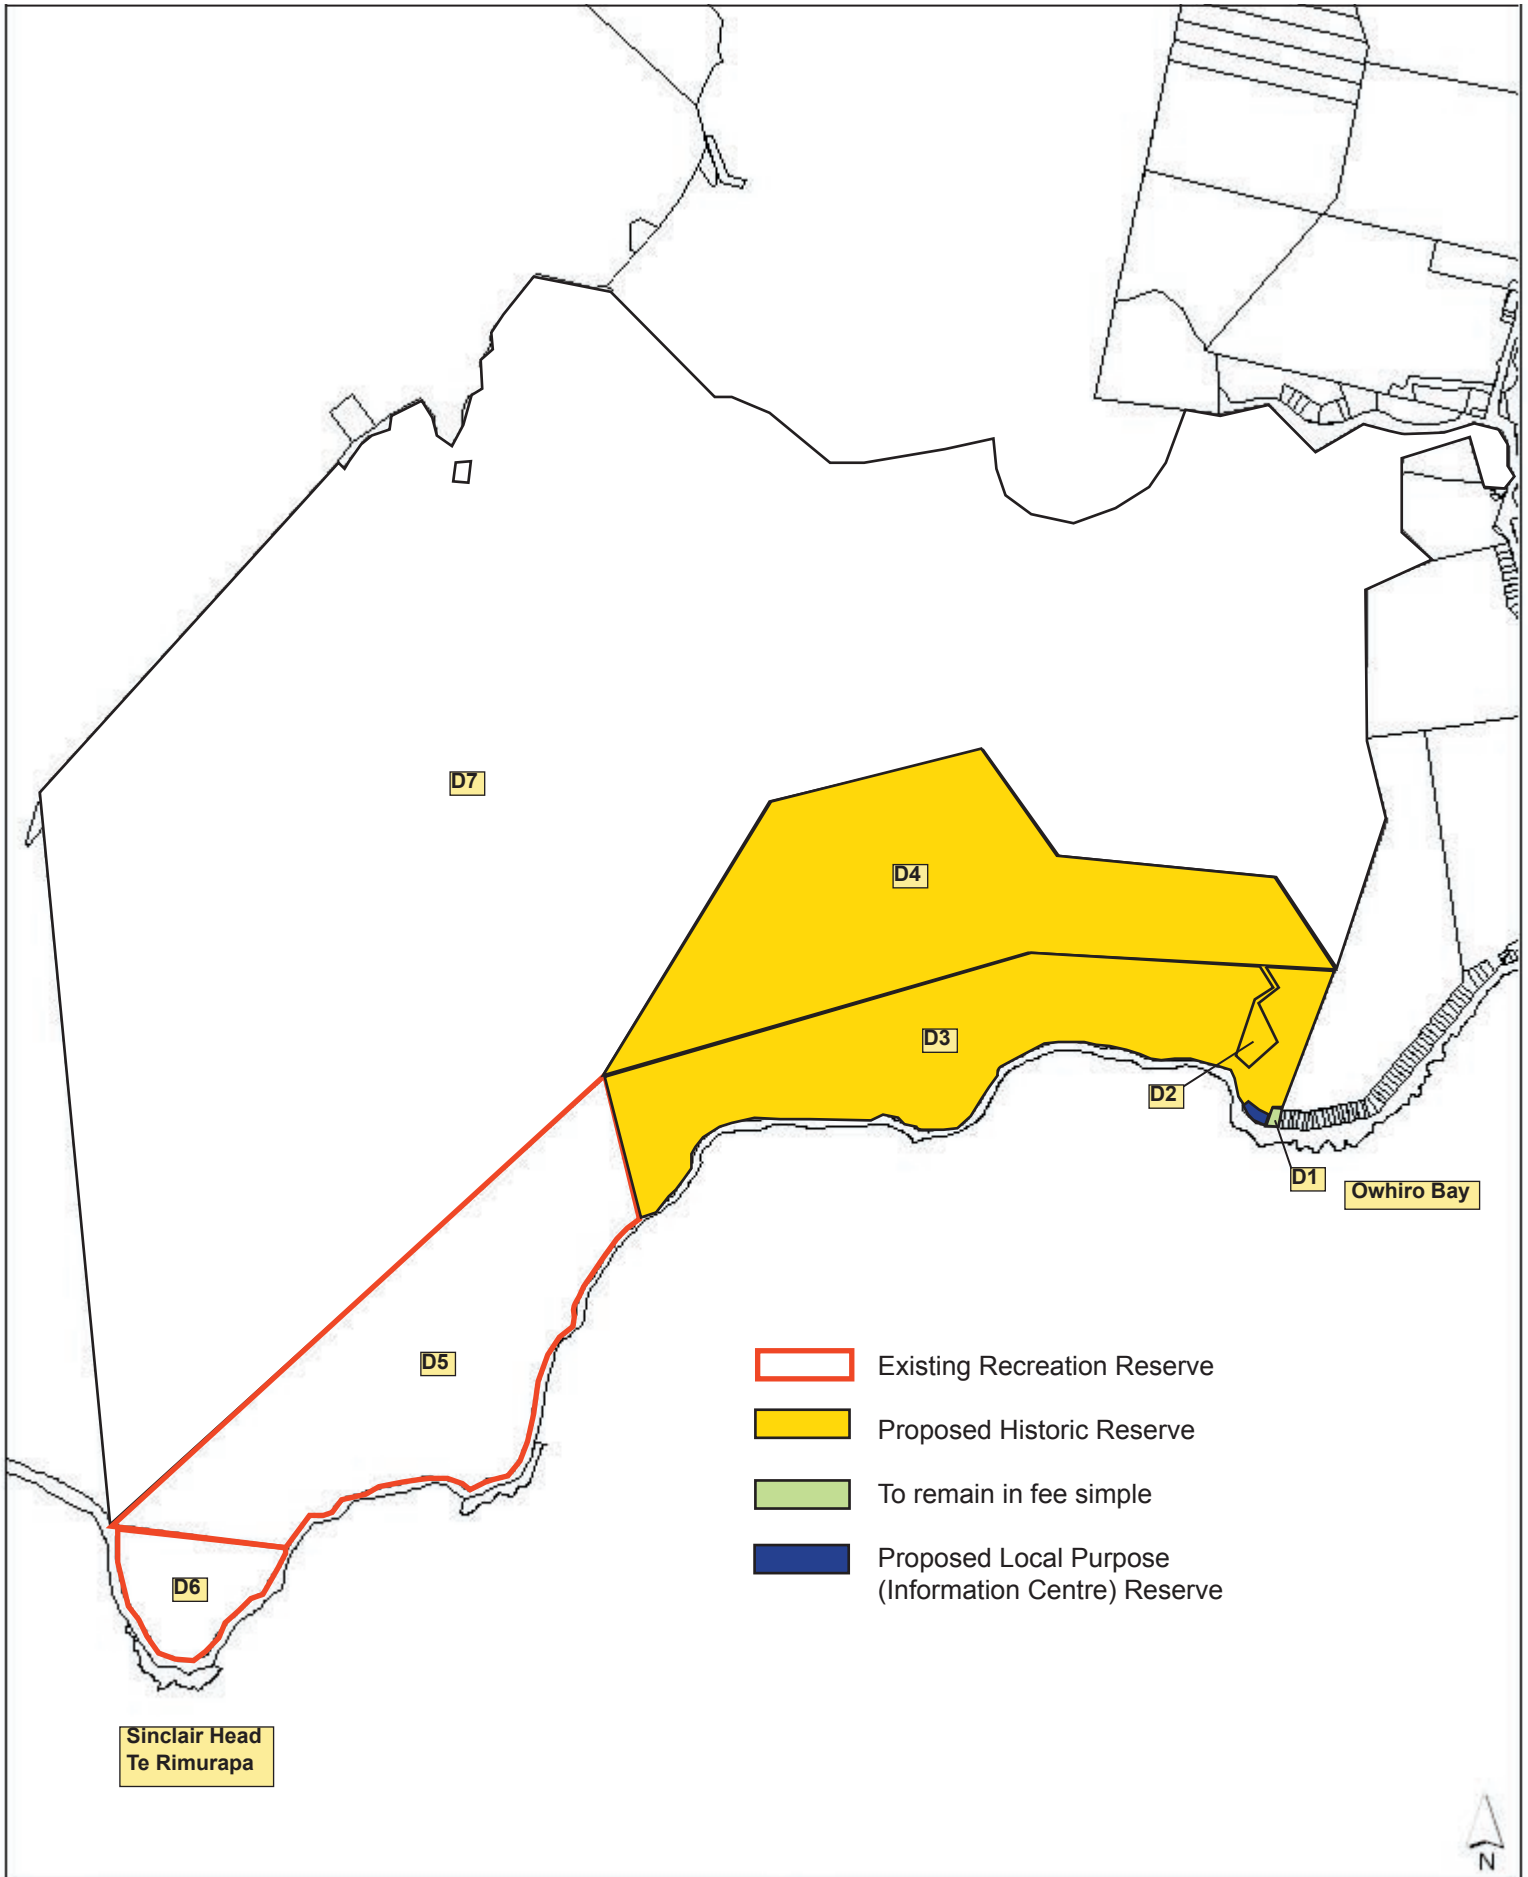 D7
D4
D3
D2
D1
Owhiro Bay
D5
D6
Existing Recreation Reserve
Proposed Historic Reserve
To remain in fee simple
Proposed Local Purpose
(Information Centre) Reserve
Sinclair Head
Te Rimurapa
N